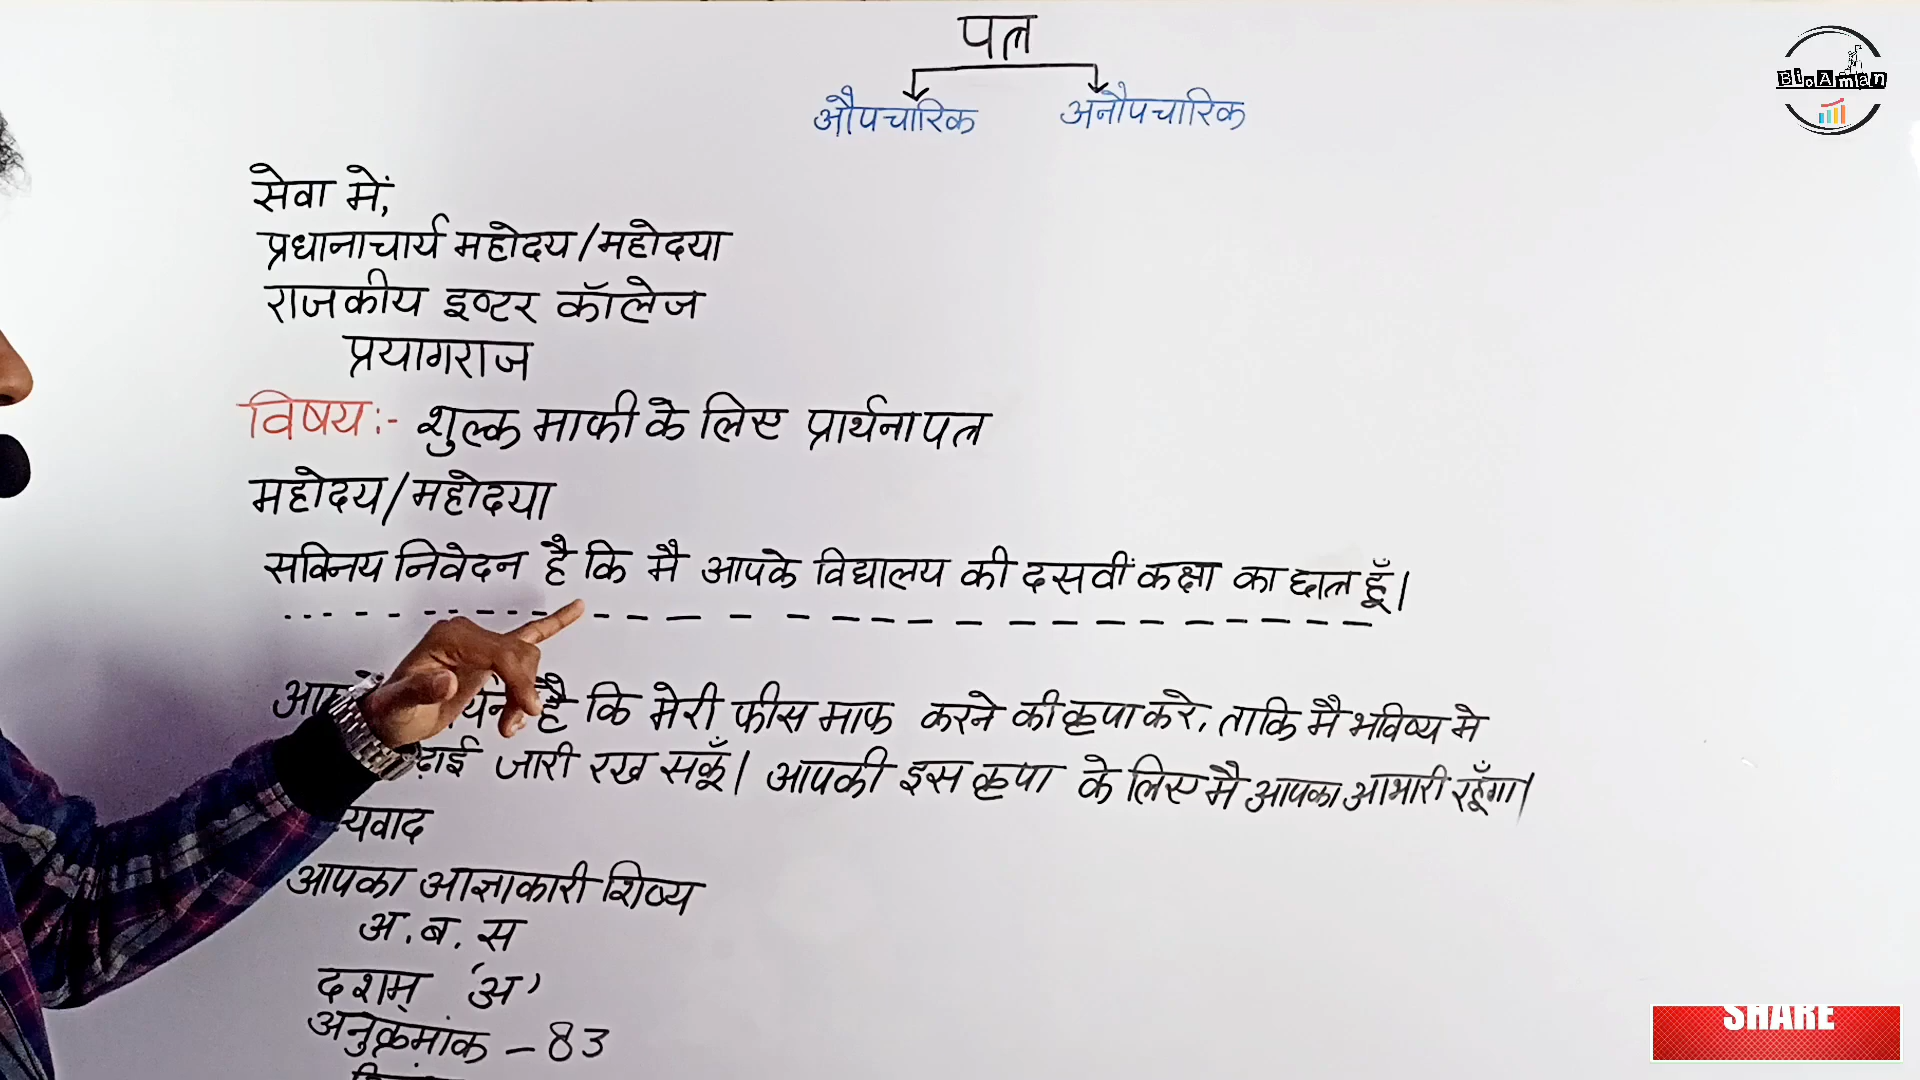 पत्र
औपचारिक अनौपचारिक
BioAman
सेवा में,
प्रधानाचार्य महोदय/महोदया
राजकीय इण्टर कॉलेज
प्रयागराज
विषय:- शुल्क माफी के लिए प्रार्थना पत्र
महोदय/महोदया
सविनय निवेदन है कि मै आपके विद्यालय की दसवीं कक्षा का छात्र हूँ।
है कि मेरी फीस माफ करने की कृपा करे, ताकि मै भविष्य मे
जारी रख सकूँ। आपकी इस कृपा के लिए मै आपका आभारी रहूँगा।
आपका आज्ञाकारी शिष्य
अ.ब.स
दशम् 'अ'
अनुक्रमांक - 83
SHARE